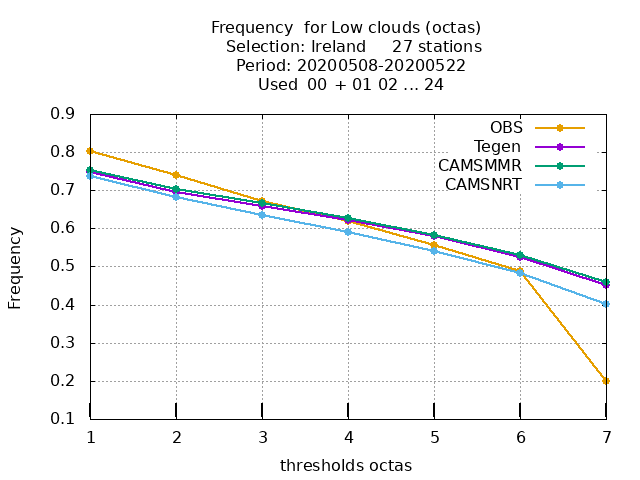 Frequency  for Low clouds (octas)
Selection: Ireland     27 stations
Period: 20200508-20200522
Used  00  + 01 02 ... 24
0.9
0.8
0.7
0.6
0.5
0.4
0.3
0.2
0.1
Frequency
OBS
Tegen
CAMSMMR
CAMSNRT
1 2 3 4 5 6 7
thresholds octas